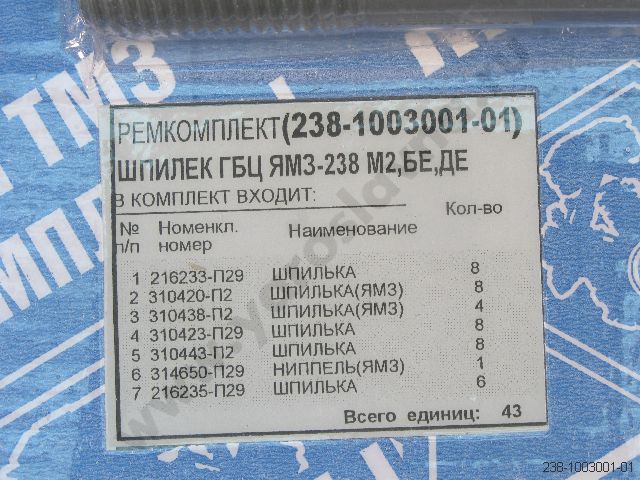 ТМЗ
РЕМКОМПЛЕКТ(238-1003001-01)
ШПИЛЕК ГБЦ ЯМЗ-238 М2,БЕ,ДЕ
В КОМПЛЕКТ ВХОДИТ:
№ п/п Номенкл. номер Наименование Кол-во
1 216233-П29 ШПИЛЬКА 8
2 310420-П2 ШПИЛЬКА(ЯМЗ) 8
3 310438-П2 ШПИЛЬКА(ЯМЗ) 4
4 310423-П29 ШПИЛЬКА 8
5 310443-П2 ШПИЛЬКА 8
6 314650-П29 НИППЕЛЬ(ЯМЗ) 1
7 216235-П29 ШПИЛЬКА 6
Всего единиц: 43
238-1003001-01